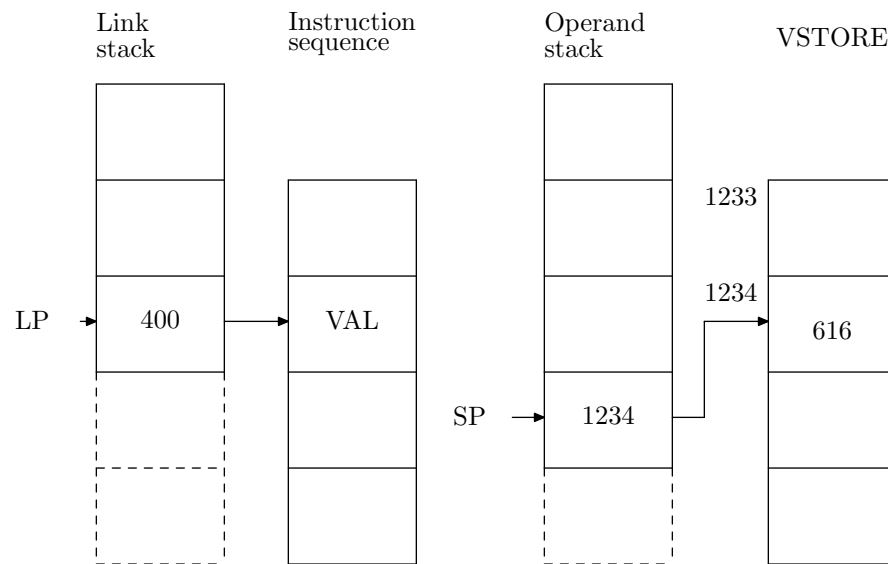 Link
stack
Instruction
sequence
Operand
stack
VSTORE
1233
1234
LP
400
VAL
616
SP
1234